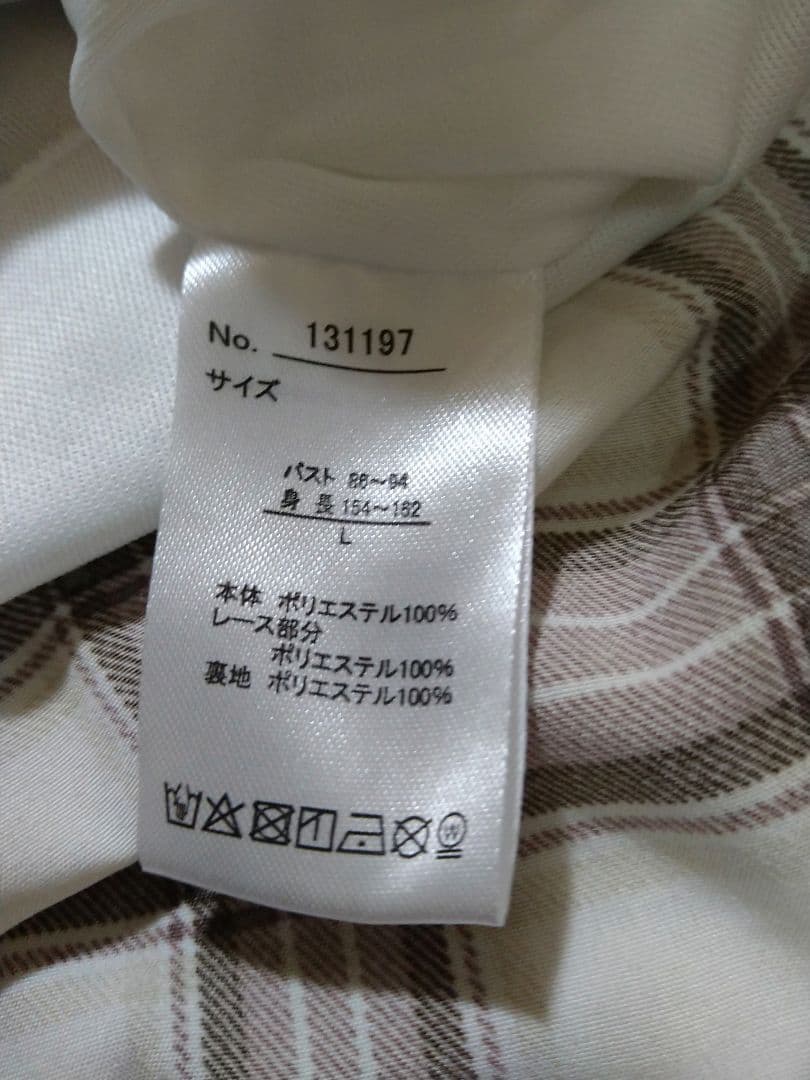 No. 131197
サイズ
バスト 86～94
身 長 154～162
L
本体 ポリエステル100%
レース部分
ポリエステル100%
裏地 ポリエステル100%
W